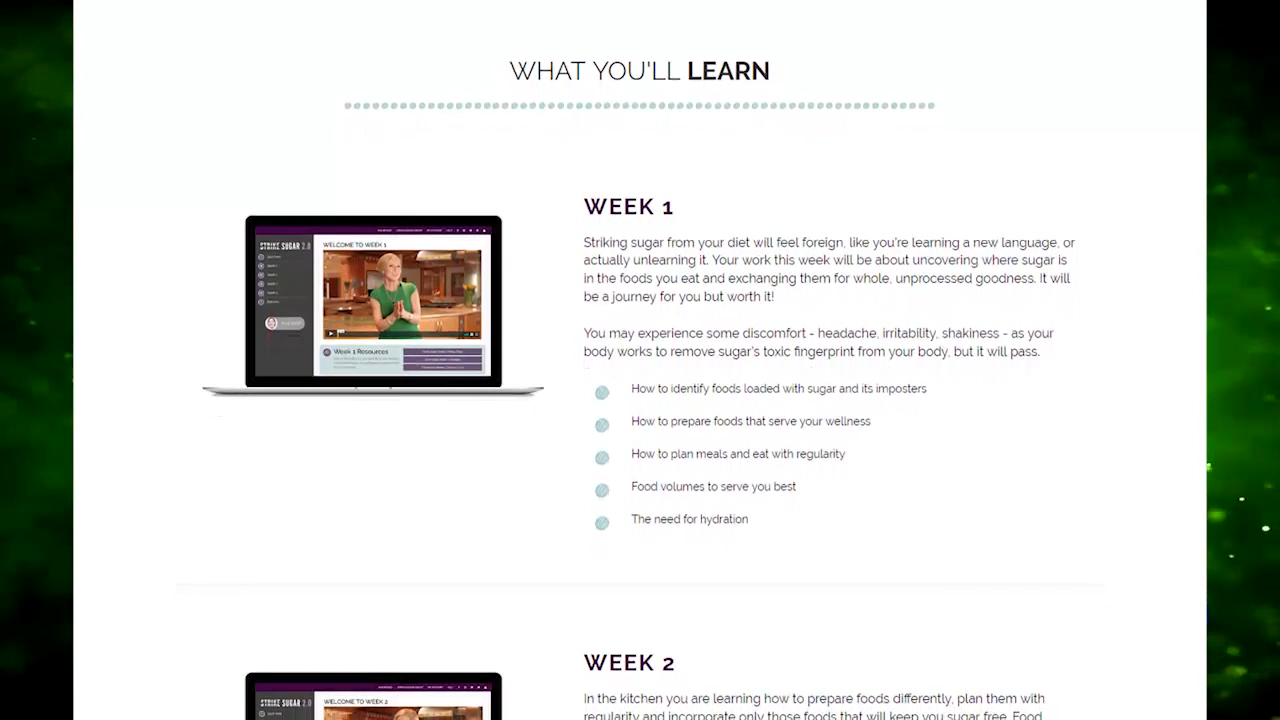 WHAT YOU'LL LEARN
WEEK 1
Striking sugar from your diet will feel foreign, like you're learning a new language, or
actually unlearning it. Your work this week will be about uncovering where sugar is
in the foods you eat and exchanging them for whole, unprocessed goodness. It will
be a journey for you but worth it!
You may experience some discomfort - headache, irritability, shakiness - as your
body works to remove sugar's toxic fingerprint from your body, but it will pass.
How to identify foods loaded with sugar and its imposters
How to prepare foods that serve your wellness
How to plan meals and eat with regularity
Food volumes to serve you best
The need for hydration
STRIKE SUGAR 2.0
WELCOME TO WEEK 1
Week 1 Resources
WEEK 2
In the kitchen you are learning how to prepare foods differently, plan them with
regularity and incorporate only those foods that will keep you sugar free. Food
STRIKE SUGAR 2.0
WELCOME TO WEEK 2